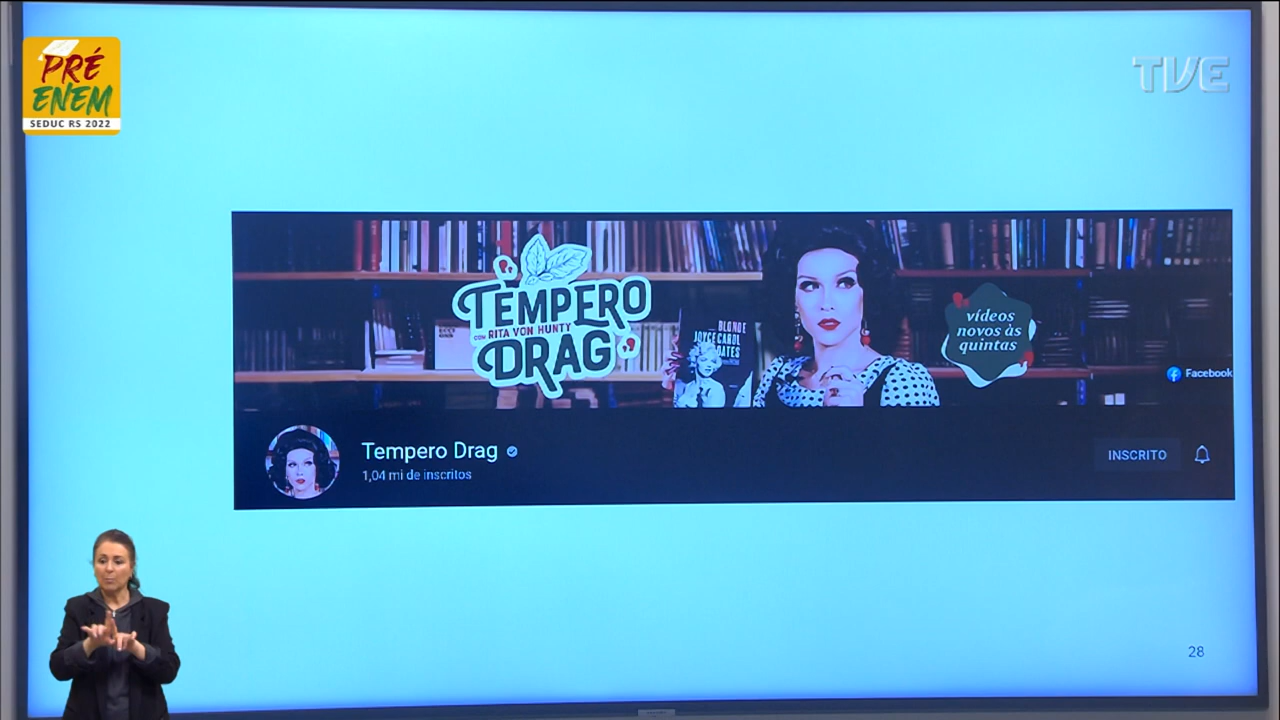 PRÉ
ENEM
SEDUC RS 2022
TVE
TEMPERO
COM RITA VON HUNTY
DRAG
BLONDE
JOYCE CAROL
OATES
vídeos
novos às
quintas
Facebook
Tempero Drag
1,04 mi de inscritos
INSCRITO
28